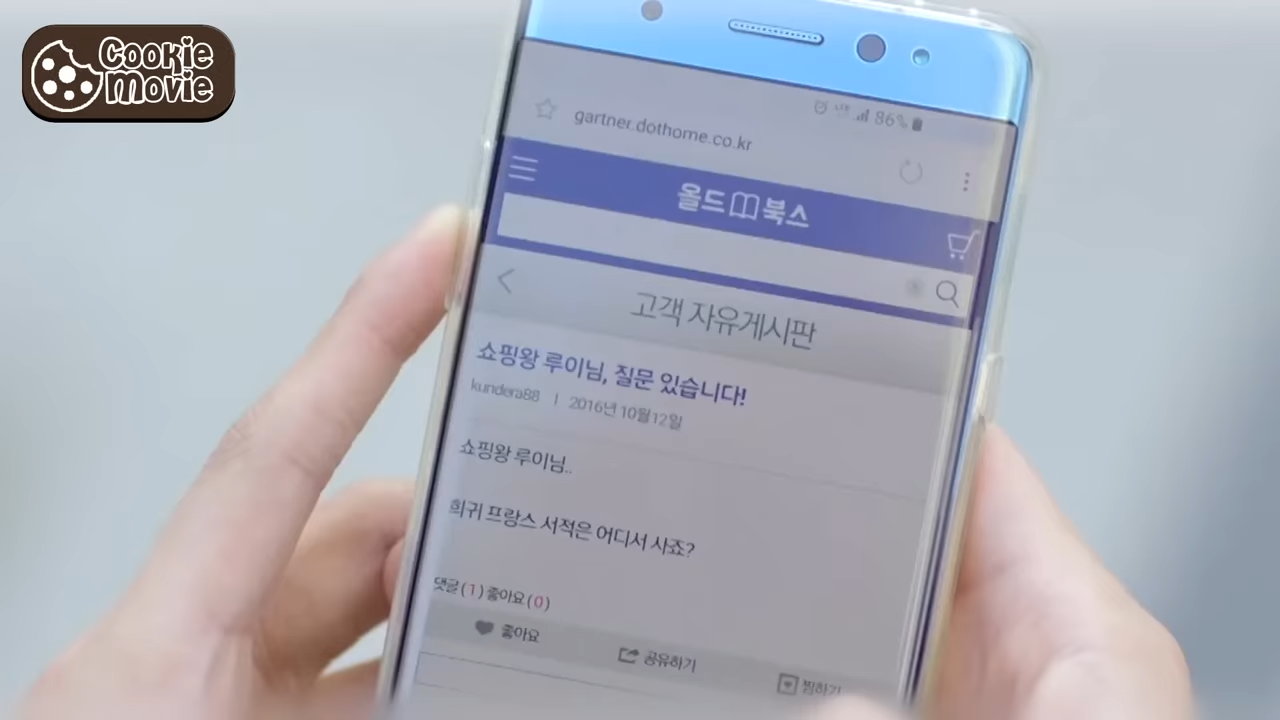 Cookie
Movie
86%
gartner.dothome.co.kr
올드북스
고객 자유게시판
쇼핑왕 루이님, 질문 있습니다!
kundera88 | 2016년 10월12일
쇼핑왕 루이님..
희귀 프랑스 서적은 어디서 사죠?
댓글(1) 좋아요(0)
좋아요 공유하기 찜하기